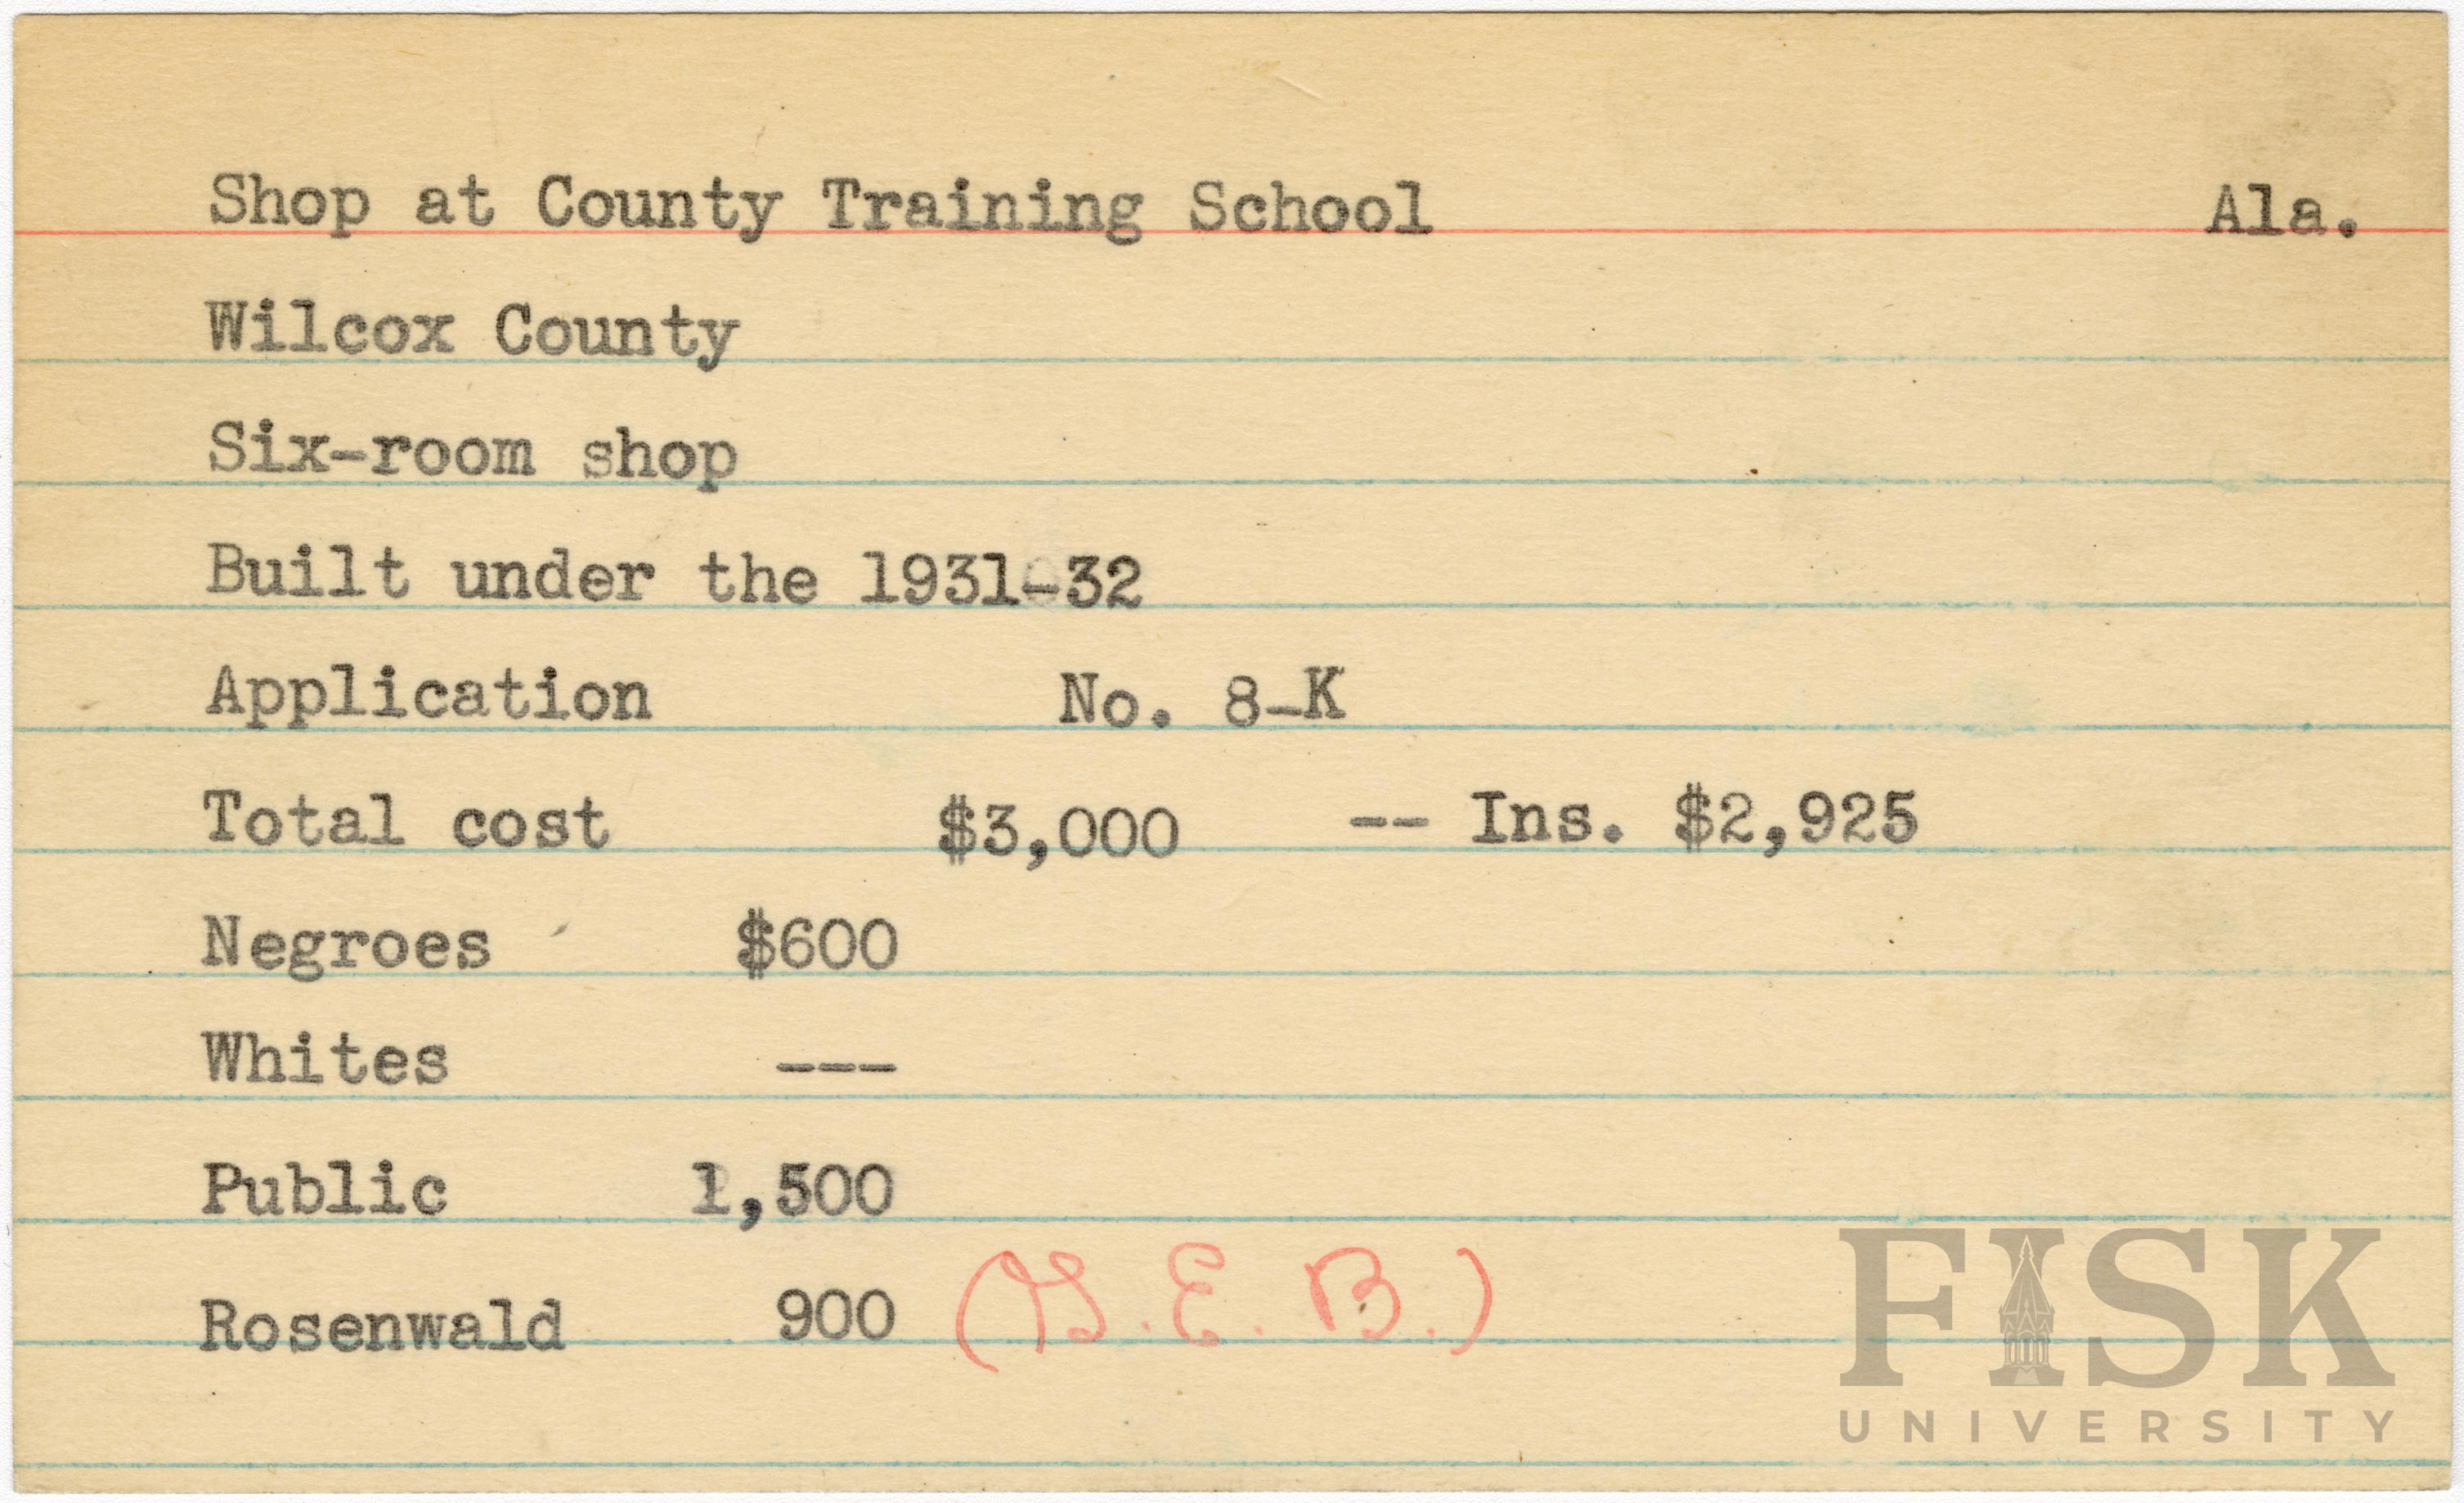 Shop at County Training School Ala.
Wilcox County
Six-room shop
Built under the 1931-32
Application No. 8-K
Total cost $3,000 -- Ins. $2,925
Negroes $600
Whites ---
Public 1,500
Rosenwald 900 (G.E.B.)
FISK
UNIVERSITY